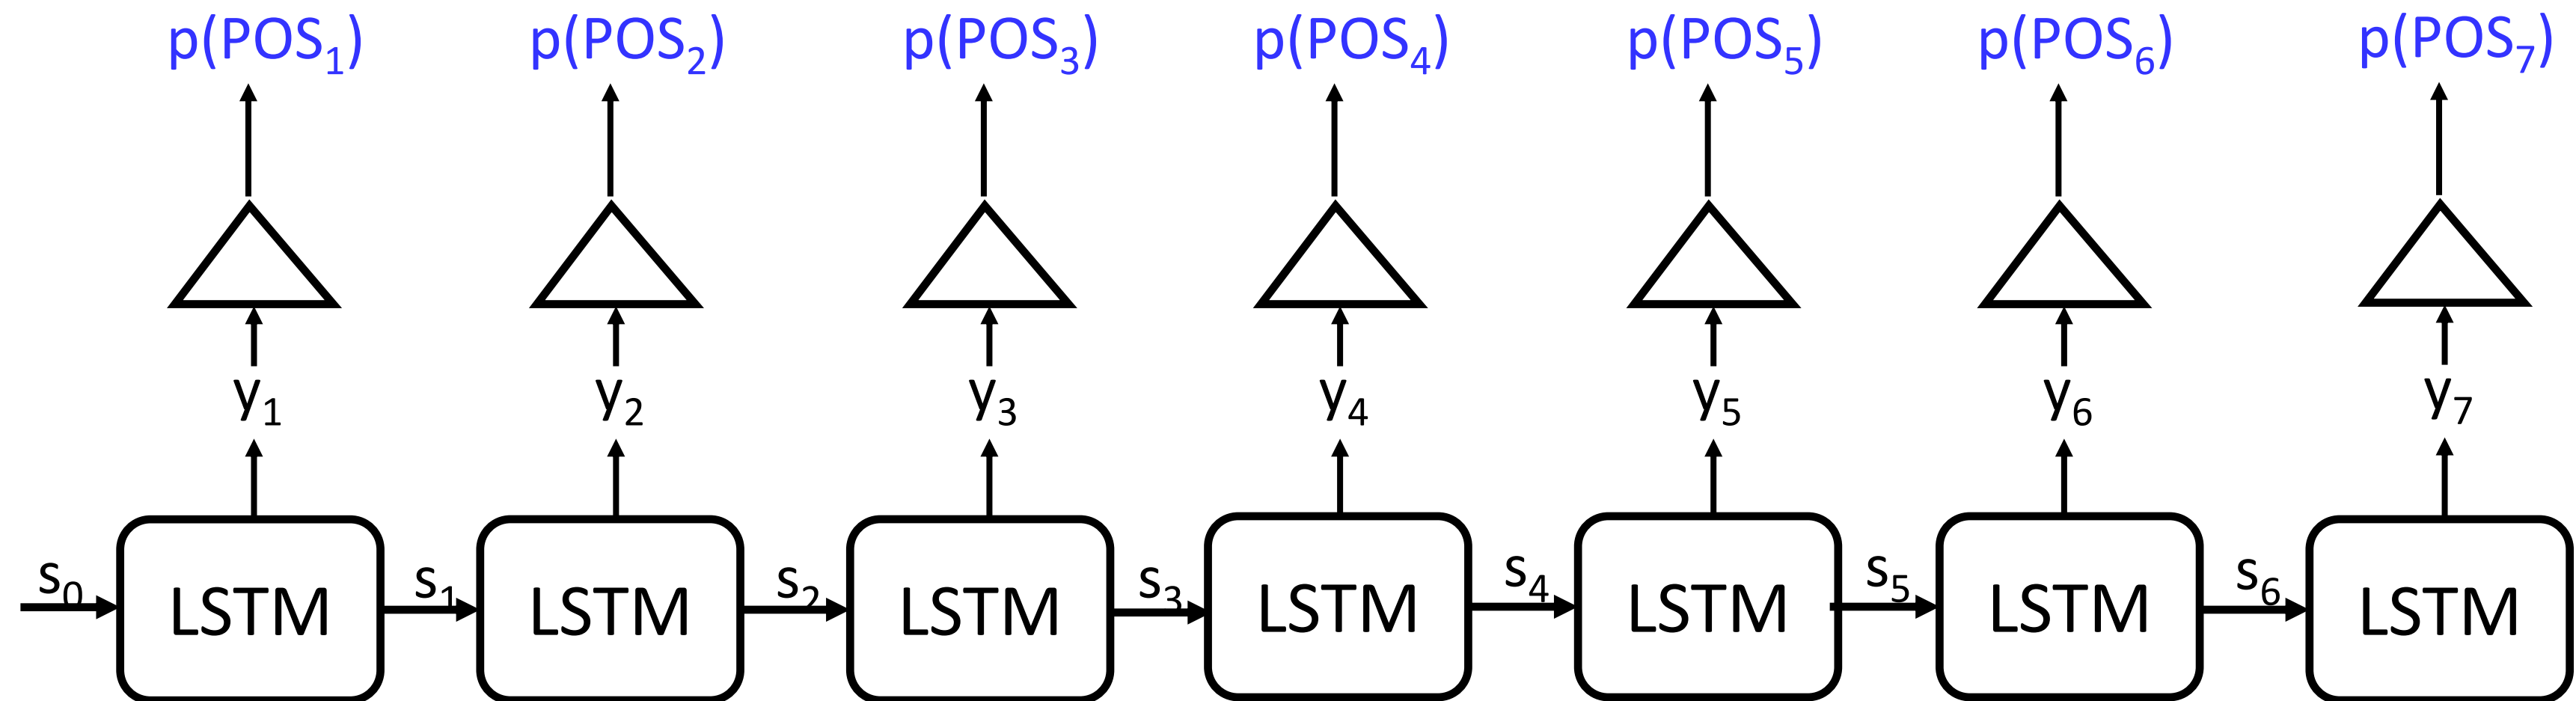 p(POS₁) p(POS₂) p(POS₃) p(POS₄) p(POS₅) p(POS₆) p(POS₇)
y₁ y₂ y₃ y₄ y₅ y₆ y₇
s₀ s₁ s₂ s₃ s₄ s₅ s₆
LSTM LSTM LSTM LSTM LSTM LSTM LSTM